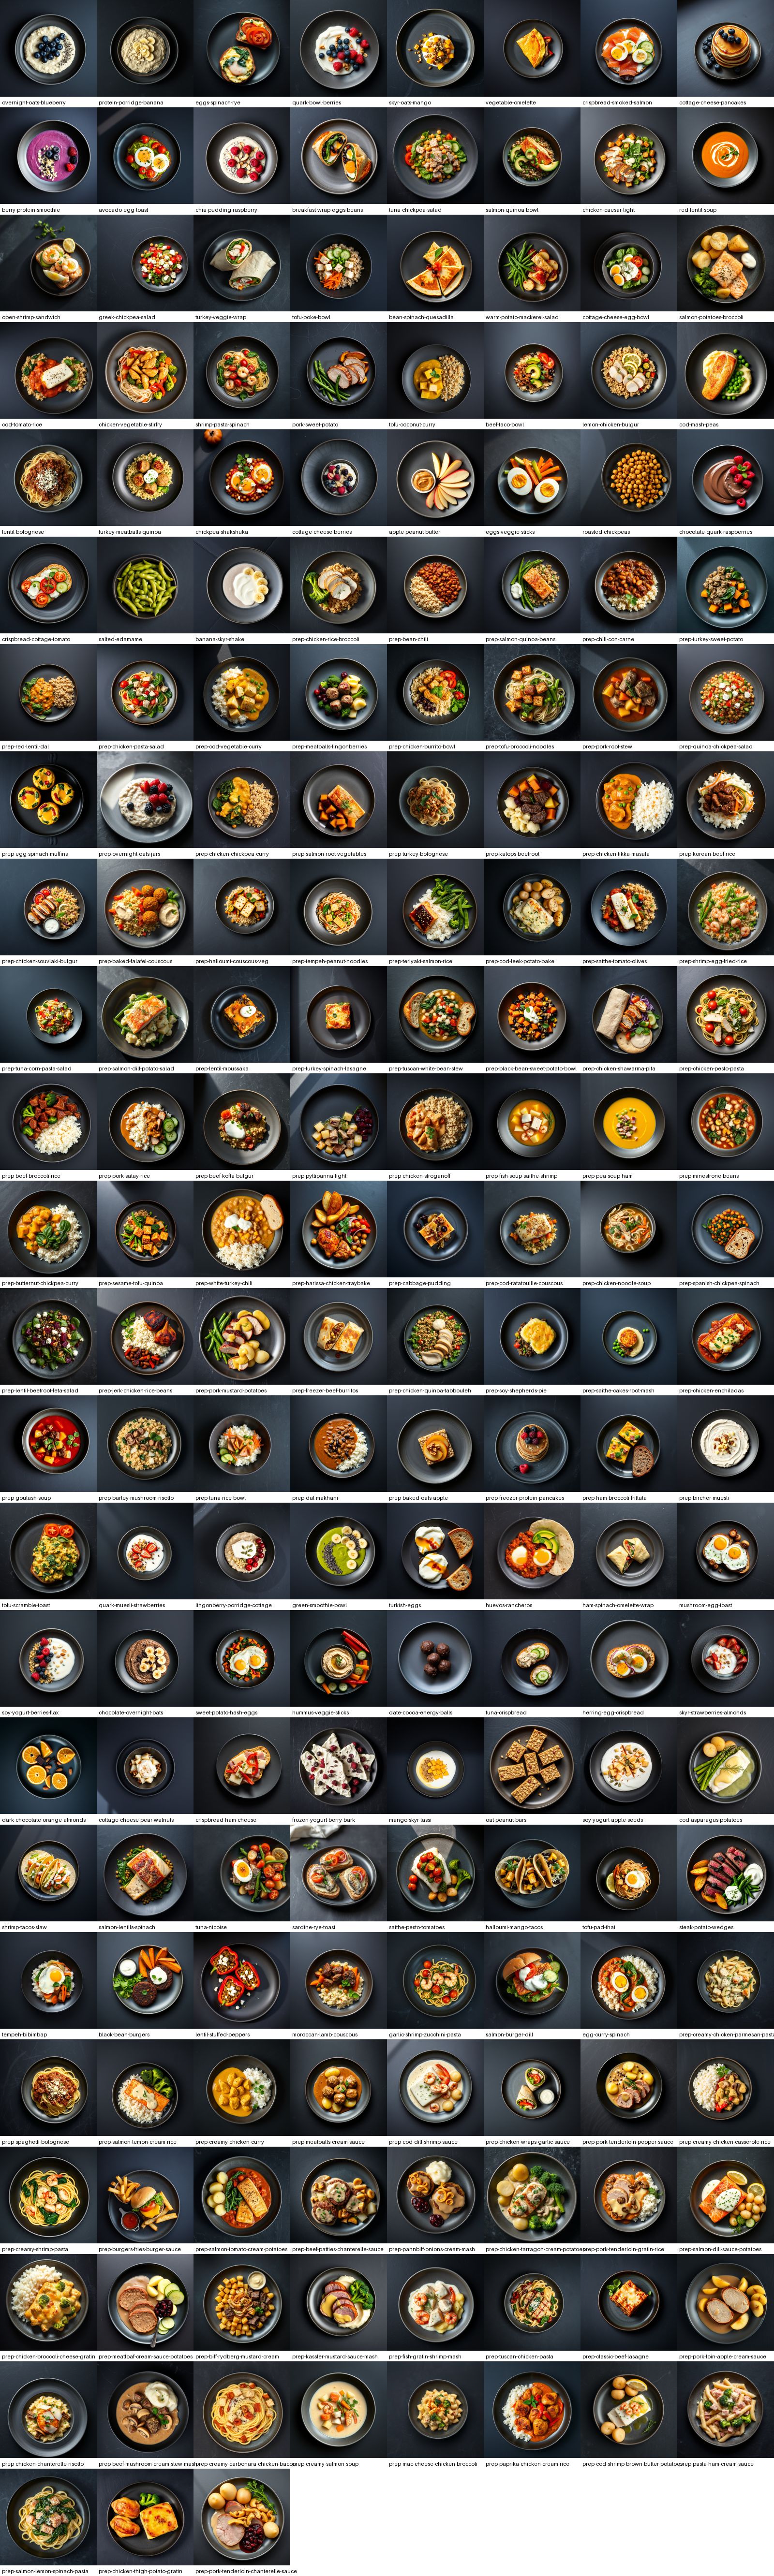 overnight-oats-blueberry
protein-porridge-banana
eggs-spinach-rye
quark-bowl-berries
skyr-oats-mango
vegetable-omelette
crispbread-smoked-salmon
cottage-cheese-pancakes
berry-protein-smoothie
avocado-egg-toast
chia-pudding-raspberry
breakfast-wrap-eggs-beans
tuna-chickpea-salad
salmon-quinoa-bowl
chicken-caesar-light
red-lentil-soup
open-shrimp-sandwich
greek-chickpea-salad
turkey-veggie-wrap
tofu-poke-bowl
bean-spinach-quesadilla
warm-potato-mackerel-salad
cottage-cheese-egg-bowl
salmon-potatoes-broccoli
cod-tomato-rice
chicken-vegetable-stirfry
shrimp-pasta-spinach
pork-sweet-potato
tofu-coconut-curry
beef-taco-bowl
lemon-chicken-bulgur
cod-mash-peas
lentil-bolognese
turkey-meatballs-quinoa
chickpea-shakshuka
cottage-cheese-berries
apple-peanut-butter
eggs-veggie-sticks
roasted-chickpeas
chocolate-quark-raspberries
crispbread-cottage-tomato
salted-edamame
banana-skyr-shake
prep-chicken-rice-broccoli
prep-bean-chili
prep-salmon-quinoa-beans
prep-chili-con-carne
prep-turkey-sweet-potato
prep-red-lentil-dal
prep-chicken-pasta-salad
prep-cod-vegetable-curry
prep-meatballs-lingonberries
prep-chicken-burrito-bowl
prep-tofu-broccoli-noodles
prep-pork-root-stew
prep-quinoa-chickpea-salad
prep-egg-spinach-muffins
prep-overnight-oats-jars
prep-chicken-chickpea-curry
prep-salmon-root-vegetables
prep-turkey-bolognese
prep-kalops-beetroot
prep-chicken-tikka-masala
prep-korean-beef-rice
prep-chicken-souvlaki-bulgur
prep-baked-falafel-couscous
prep-halloumi-couscous-veg
prep-tempeh-peanut-noodles
prep-teriyaki-salmon-rice
prep-cod-leek-potato-bake
prep-saithe-tomato-olives
prep-shrimp-egg-fried-rice
prep-tuna-corn-pasta-salad
prep-salmon-dill-potato-salad
prep-lentil-moussaka
prep-turkey-spinach-lasagne
prep-tuscan-white-bean-stew
prep-black-bean-sweet-potato-bowl
prep-chicken-shawarma-pita
prep-chicken-pesto-pasta
prep-beef-broccoli-rice
prep-pork-satay-rice
prep-beef-kofta-bulgur
prep-pyttipanna-light
prep-chicken-stroganoff
prep-fish-soup-saithe-shrimp
prep-pea-soup-ham
prep-minestrone-beans
prep-butternut-chickpea-curry
prep-sesame-tofu-quinoa
prep-white-turkey-chili
prep-harissa-chicken-traybake
prep-cabbage-pudding
prep-cod-ratatouille-couscous
prep-chicken-noodle-soup
prep-spanish-chickpea-spinach
prep-lentil-beetroot-feta-salad
prep-jerk-chicken-rice-beans
prep-pork-mustard-potatoes
prep-freezer-beef-burritos
prep-chicken-quinoa-tabbouleh
prep-soy-shepherds-pie
prep-saithe-cakes-root-mash
prep-chicken-enchiladas
prep-goulash-soup
prep-barley-mushroom-risotto
prep-tuna-rice-bowl
prep-dal-makhani
prep-baked-oats-apple
prep-freezer-protein-pancakes
prep-ham-broccoli-frittata
prep-bircher-muesli
tofu-scramble-toast
quark-muesli-strawberries
lingonberry-porridge-cottage
green-smoothie-bowl
turkish-eggs
huevos-rancheros
ham-spinach-omelette-wrap
mushroom-egg-toast
soy-yogurt-berries-flax
chocolate-overnight-oats
sweet-potato-hash-eggs
hummus-veggie-sticks
date-cocoa-energy-balls
tuna-crispbread
herring-egg-crispbread
skyr-strawberries-almonds
dark-chocolate-orange-almonds
cottage-cheese-pear-walnuts
crispbread-ham-cheese
frozen-yogurt-berry-bark
mango-skyr-lassi
oat-peanut-bars
soy-yogurt-apple-seeds
cod-asparagus-potatoes
shrimp-tacos-slaw
salmon-lentils-spinach
tuna-nicoise
sardine-rye-toast
saithe-pesto-tomatoes
halloumi-mango-tacos
tofu-pad-thai
steak-potato-wedges
tempeh-bibimbap
black-bean-burgers
lentil-stuffed-peppers
moroccan-lamb-couscous
garlic-shrimp-zucchini-pasta
salmon-burger-dill
egg-curry-spinach
prep-creamy-chicken-parmesan-pasta
prep-spaghetti-bolognese
prep-salmon-lemon-cream-rice
prep-creamy-chicken-curry
prep-meatballs-cream-sauce
prep-cod-dill-shrimp-sauce
prep-chicken-wraps-garlic-sauce
prep-pork-tenderloin-pepper-sauce
prep-creamy-chicken-casserole-rice
prep-creamy-shrimp-pasta
prep-burgers-fries-burger-sauce
prep-salmon-tomato-cream-potatoes
prep-beef-patties-chanterelle-sauce
prep-pannbiff-onions-cream-mash
prep-chicken-tarragon-cream-potatoes
prep-pork-tenderloin-gratin-rice
prep-salmon-dill-sauce-potatoes
prep-chicken-broccoli-cheese-gratin
prep-meatloaf-cream-sauce-potatoes
prep-biff-rydberg-mustard-cream
prep-kassler-mustard-sauce-mash
prep-fish-gratin-shrimp-mash
prep-tuscan-chicken-pasta
prep-classic-beef-lasagne
prep-pork-loin-apple-cream-sauce
prep-chicken-chanterelle-risotto
prep-beef-mushroom-cream-stew-mash
prep-creamy-carbonara-chicken-bacon
prep-creamy-salmon-soup
prep-mac-cheese-chicken-broccoli
prep-paprika-chicken-cream-rice
prep-cod-shrimp-brown-butter-potatoes
prep-pasta-ham-cream-sauce
prep-salmon-lemon-spinach-pasta
prep-chicken-thigh-potato-gratin
prep-pork-tenderloin-chanterelle-sauce